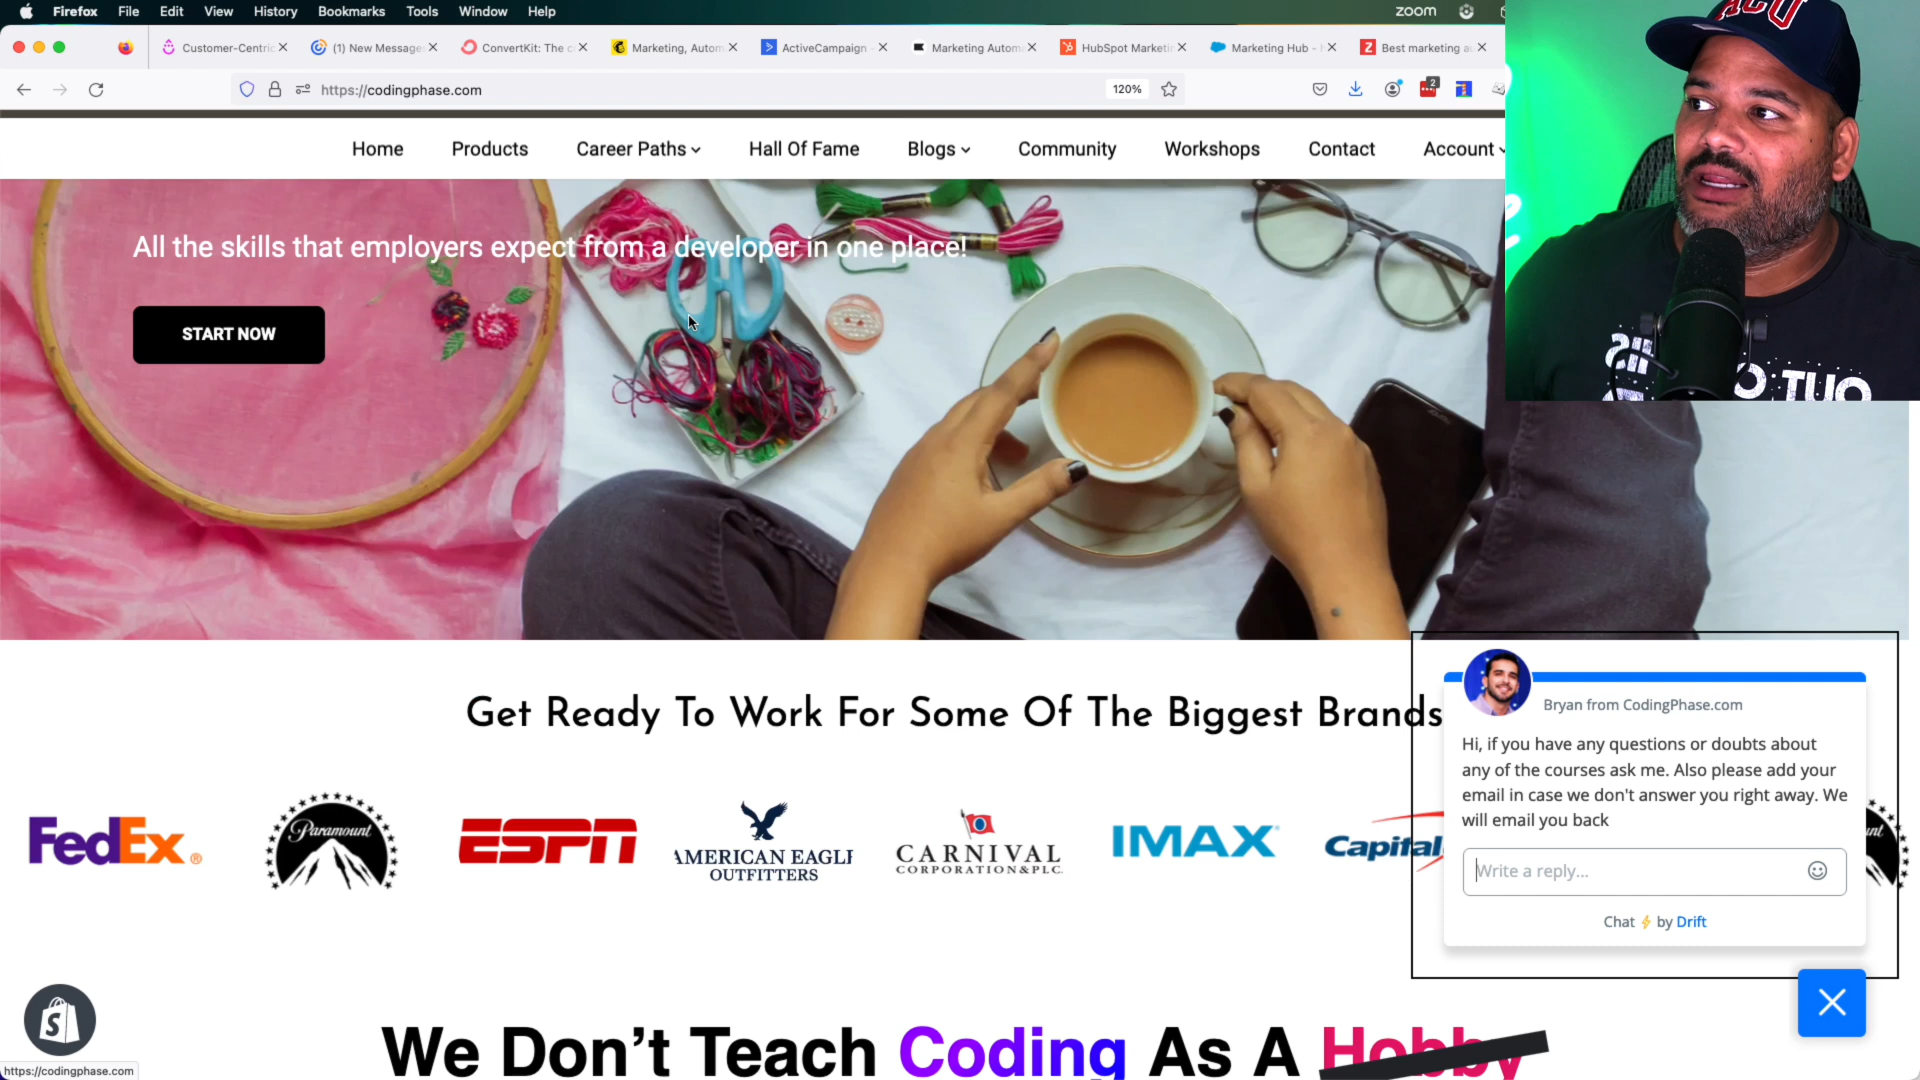 Firefox File Edit View History Bookmarks Tools Window Help
zoom
Customer-Centric
(1) New Message
ConvertKit: The c
Marketing, Autom
ActiveCampaign -
Marketing Autom
HubSpot Marketi
Marketing Hub -
Best marketing a
https://codingphase.com
120%
2
Home Products Career Paths Hall Of Fame Blogs Community Workshops Contact Account
All the skills that employers expect from a developer in one place!
START NOW
Get Ready To Work For Some Of The Biggest Brands
FedEx
Paramount
ESPN
AMERICAN EAGLE
OUTFITTERS
CARNIVAL
CORPORATION&PLC
IMAX
Capital
Bryan from CodingPhase.com
Hi, if you have any questions or doubts about
any of the courses ask me. Also please add your
email in case we don't answer you right away. We
will email you back
Write a reply...
Chat ⚡ by Drift
We Don't Teach Coding As A Hobby
https://codingphase.com